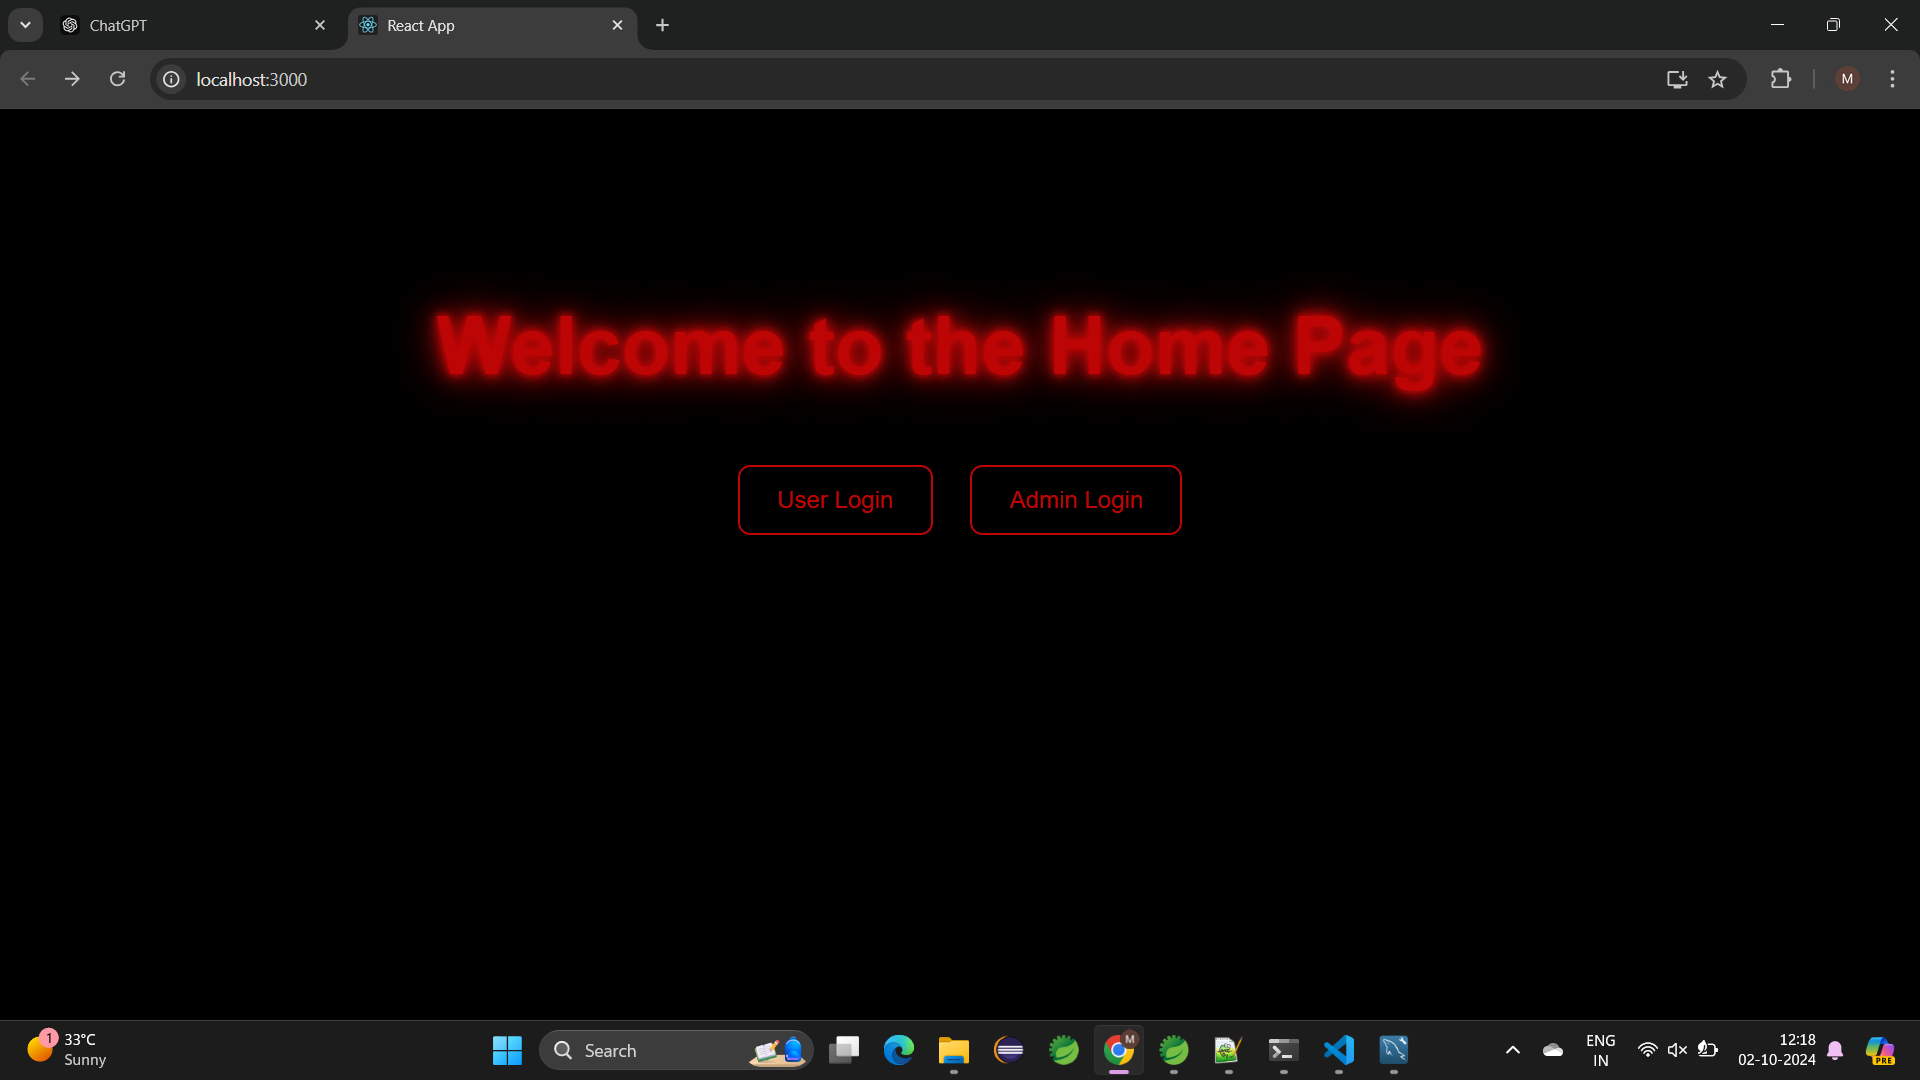 ChatGPT
React App
localhost:3000
M
Welcome to the Home Page
User Login
Admin Login
1
33°C
Sunny
Search
M
ENG
IN
12:18
02-10-2024
PRE